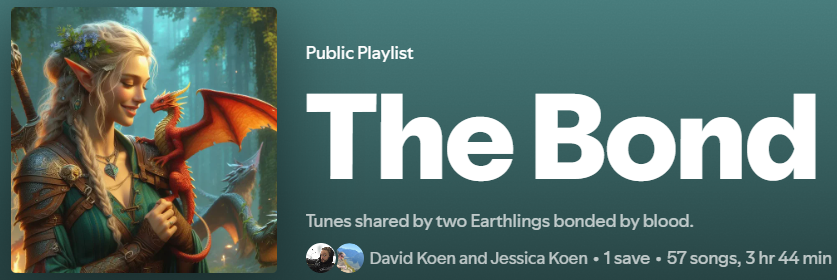 Public Playlist
The Bond
Tunes shared by two Earthlings bonded by blood.
David Koen and Jessica Koen • 1 save • 57 songs, 3 hr 44 min